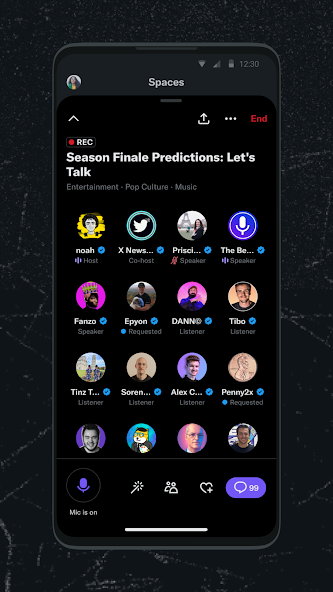 12:30
Spaces
End
REC
Season Finale Predictions: Let's
Talk
Entertainment · Pop Culture · Music
noah
X News...
Prisci...
The Be...
Host
Co-host
Speaker
Speaker
Fanzo
Epyon
DANN©
Tibo
Speaker
Requested
Listener
Listener
Tinz T...
Soren...
Alex C...
Penny2x
Listener
Listener
Listener
Requested
99
Mic is on